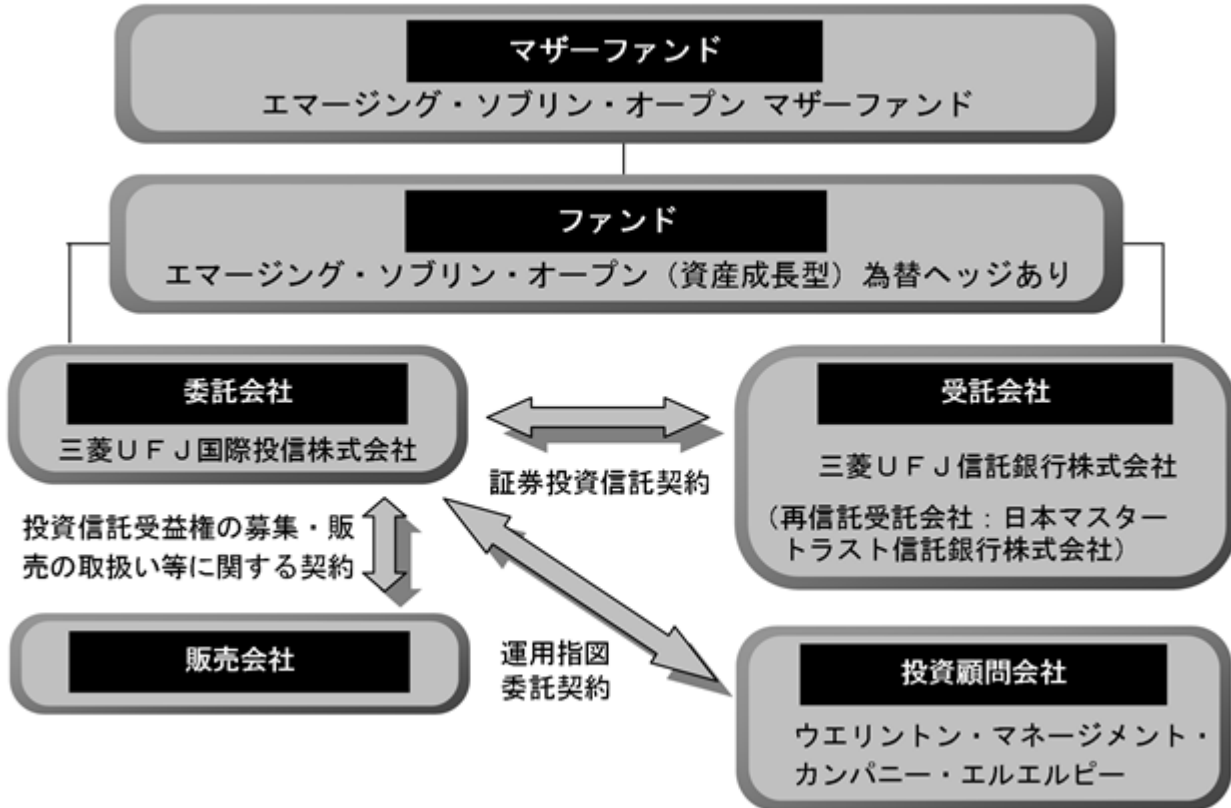 マザーファンド
エマージング・ソブリン・オープン マザーファンド
ファンド
エマージング・ソブリン・オープン（資産成長型）為替ヘッジあり
委託会社
三菱ＵＦＪ国際投信株式会社
受託会社
三菱ＵＦＪ信託銀行株式会社
（再信託受託会社：日本マスター
トラスト信託銀行株式会社）
証券投資信託契約
投資信託受益権の募集・販
売の取扱い等に関する契約
販売会社
運用指図
委託契約
投資顧問会社
ウエリントン・マネージメント・
カンパニー・エルエルピー